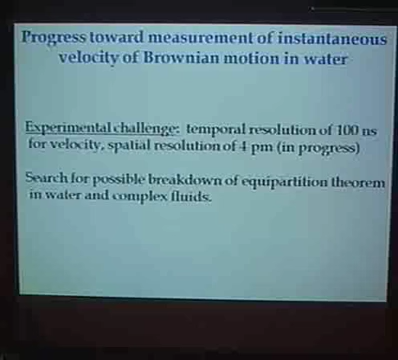 Progress toward measurement of instantaneous
velocity of Brownian motion in water
Experimental challenge: temporal resolution of 100 ns
for velocity, spatial resolution of 4 pm (in progress)
Search for possible breakdown of equipartition theorem
in water and complex fluids.